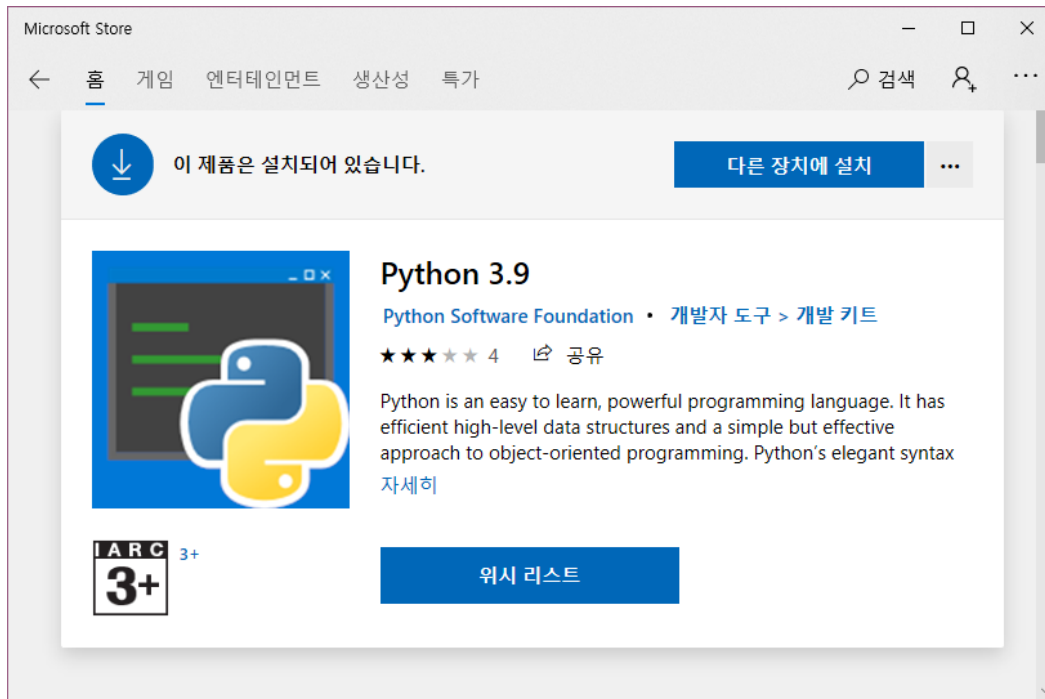 Microsoft Store
홈 게임 엔터테인먼트 생산성 특가 검색
이 제품은 설치되어 있습니다. 다른 장치에 설치
Python 3.9
Python Software Foundation • 개발자 도구 > 개발 키트
4 공유
Python is an easy to learn, powerful programming language. It has
efficient high-level data structures and a simple but effective
approach to object-oriented programming. Python's elegant syntax
자세히
IARC
3+
3+
위시 리스트